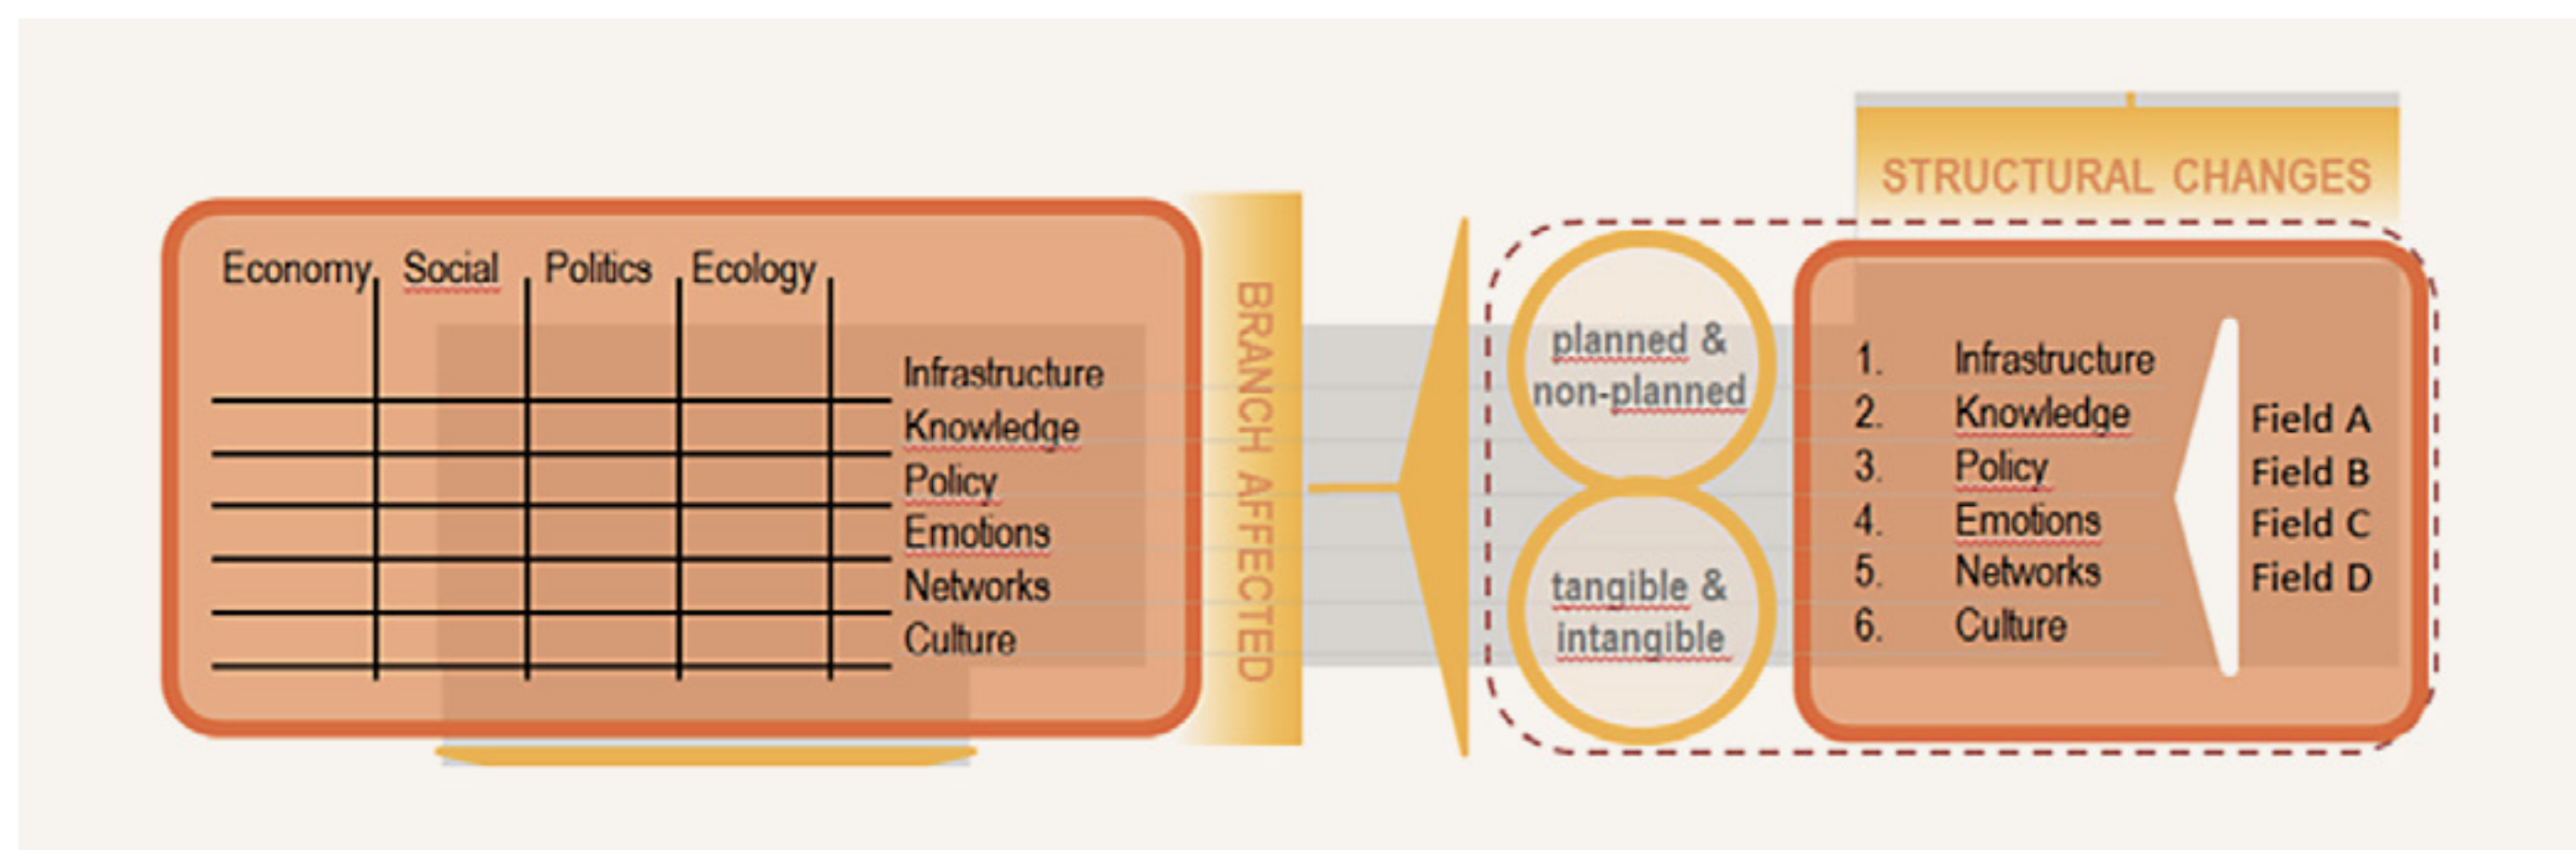 STRUCTURAL CHANGES
Economy Social Politics Ecology
Infrastructure
Knowledge
Policy
Emotions
Networks
Culture
BRANCH AFFECTED
planned &
non-planned
tangible &
intangible
1. Infrastructure
2. Knowledge
3. Policy
4. Emotions
5. Networks
6. Culture
Field A
Field B
Field C
Field D